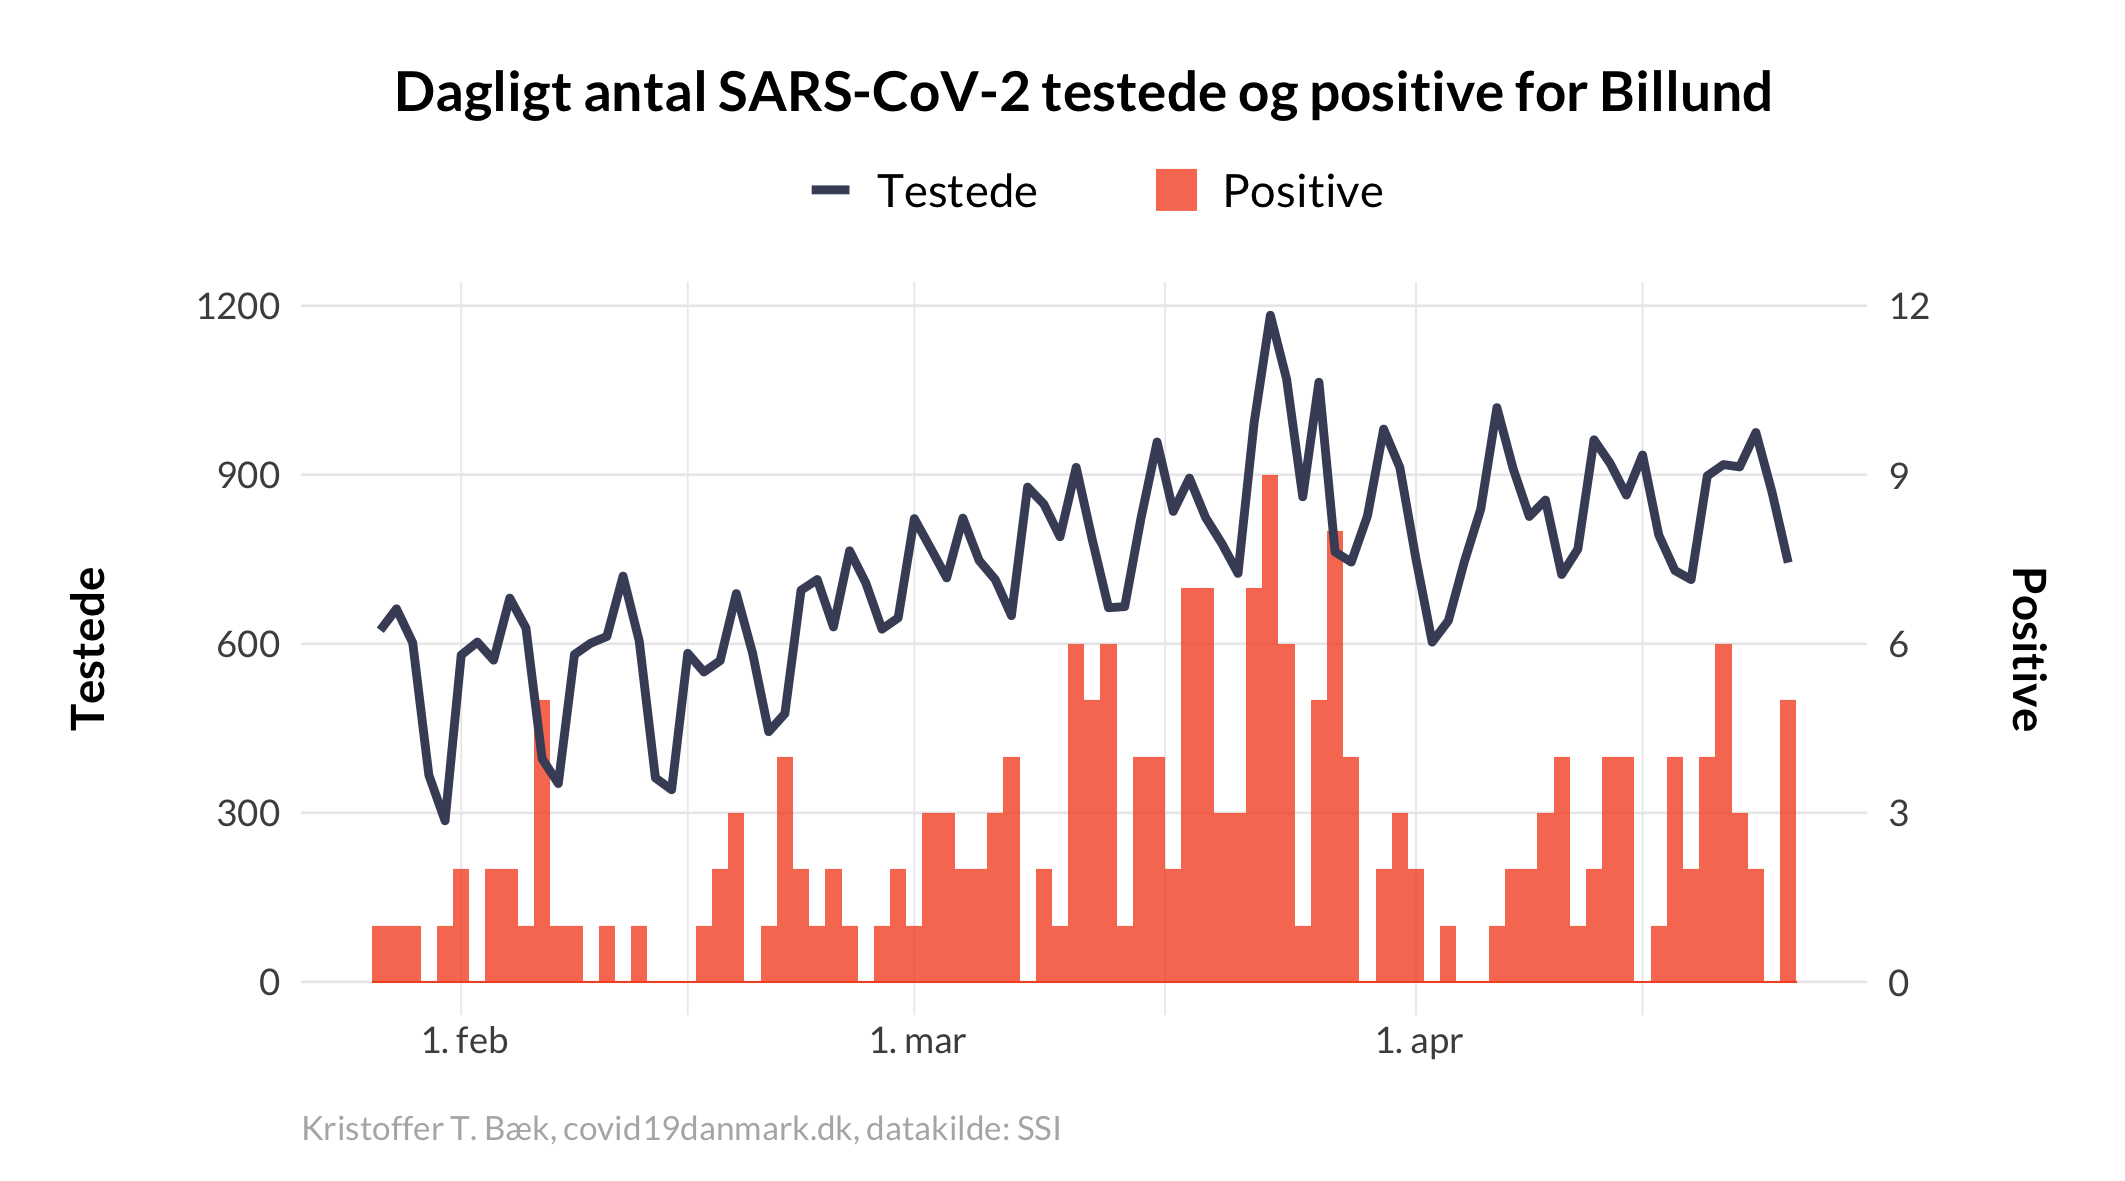 Dagligt antal SARS-CoV-2 testede og positive for Billund
Testede Positive
1200 12
900 9
600 6
300 3
0 0
Testede
Positive
1. feb 1. mar 1. apr
Kristoffer T. Bæk, covid19danmark.dk, datakilde: SSI